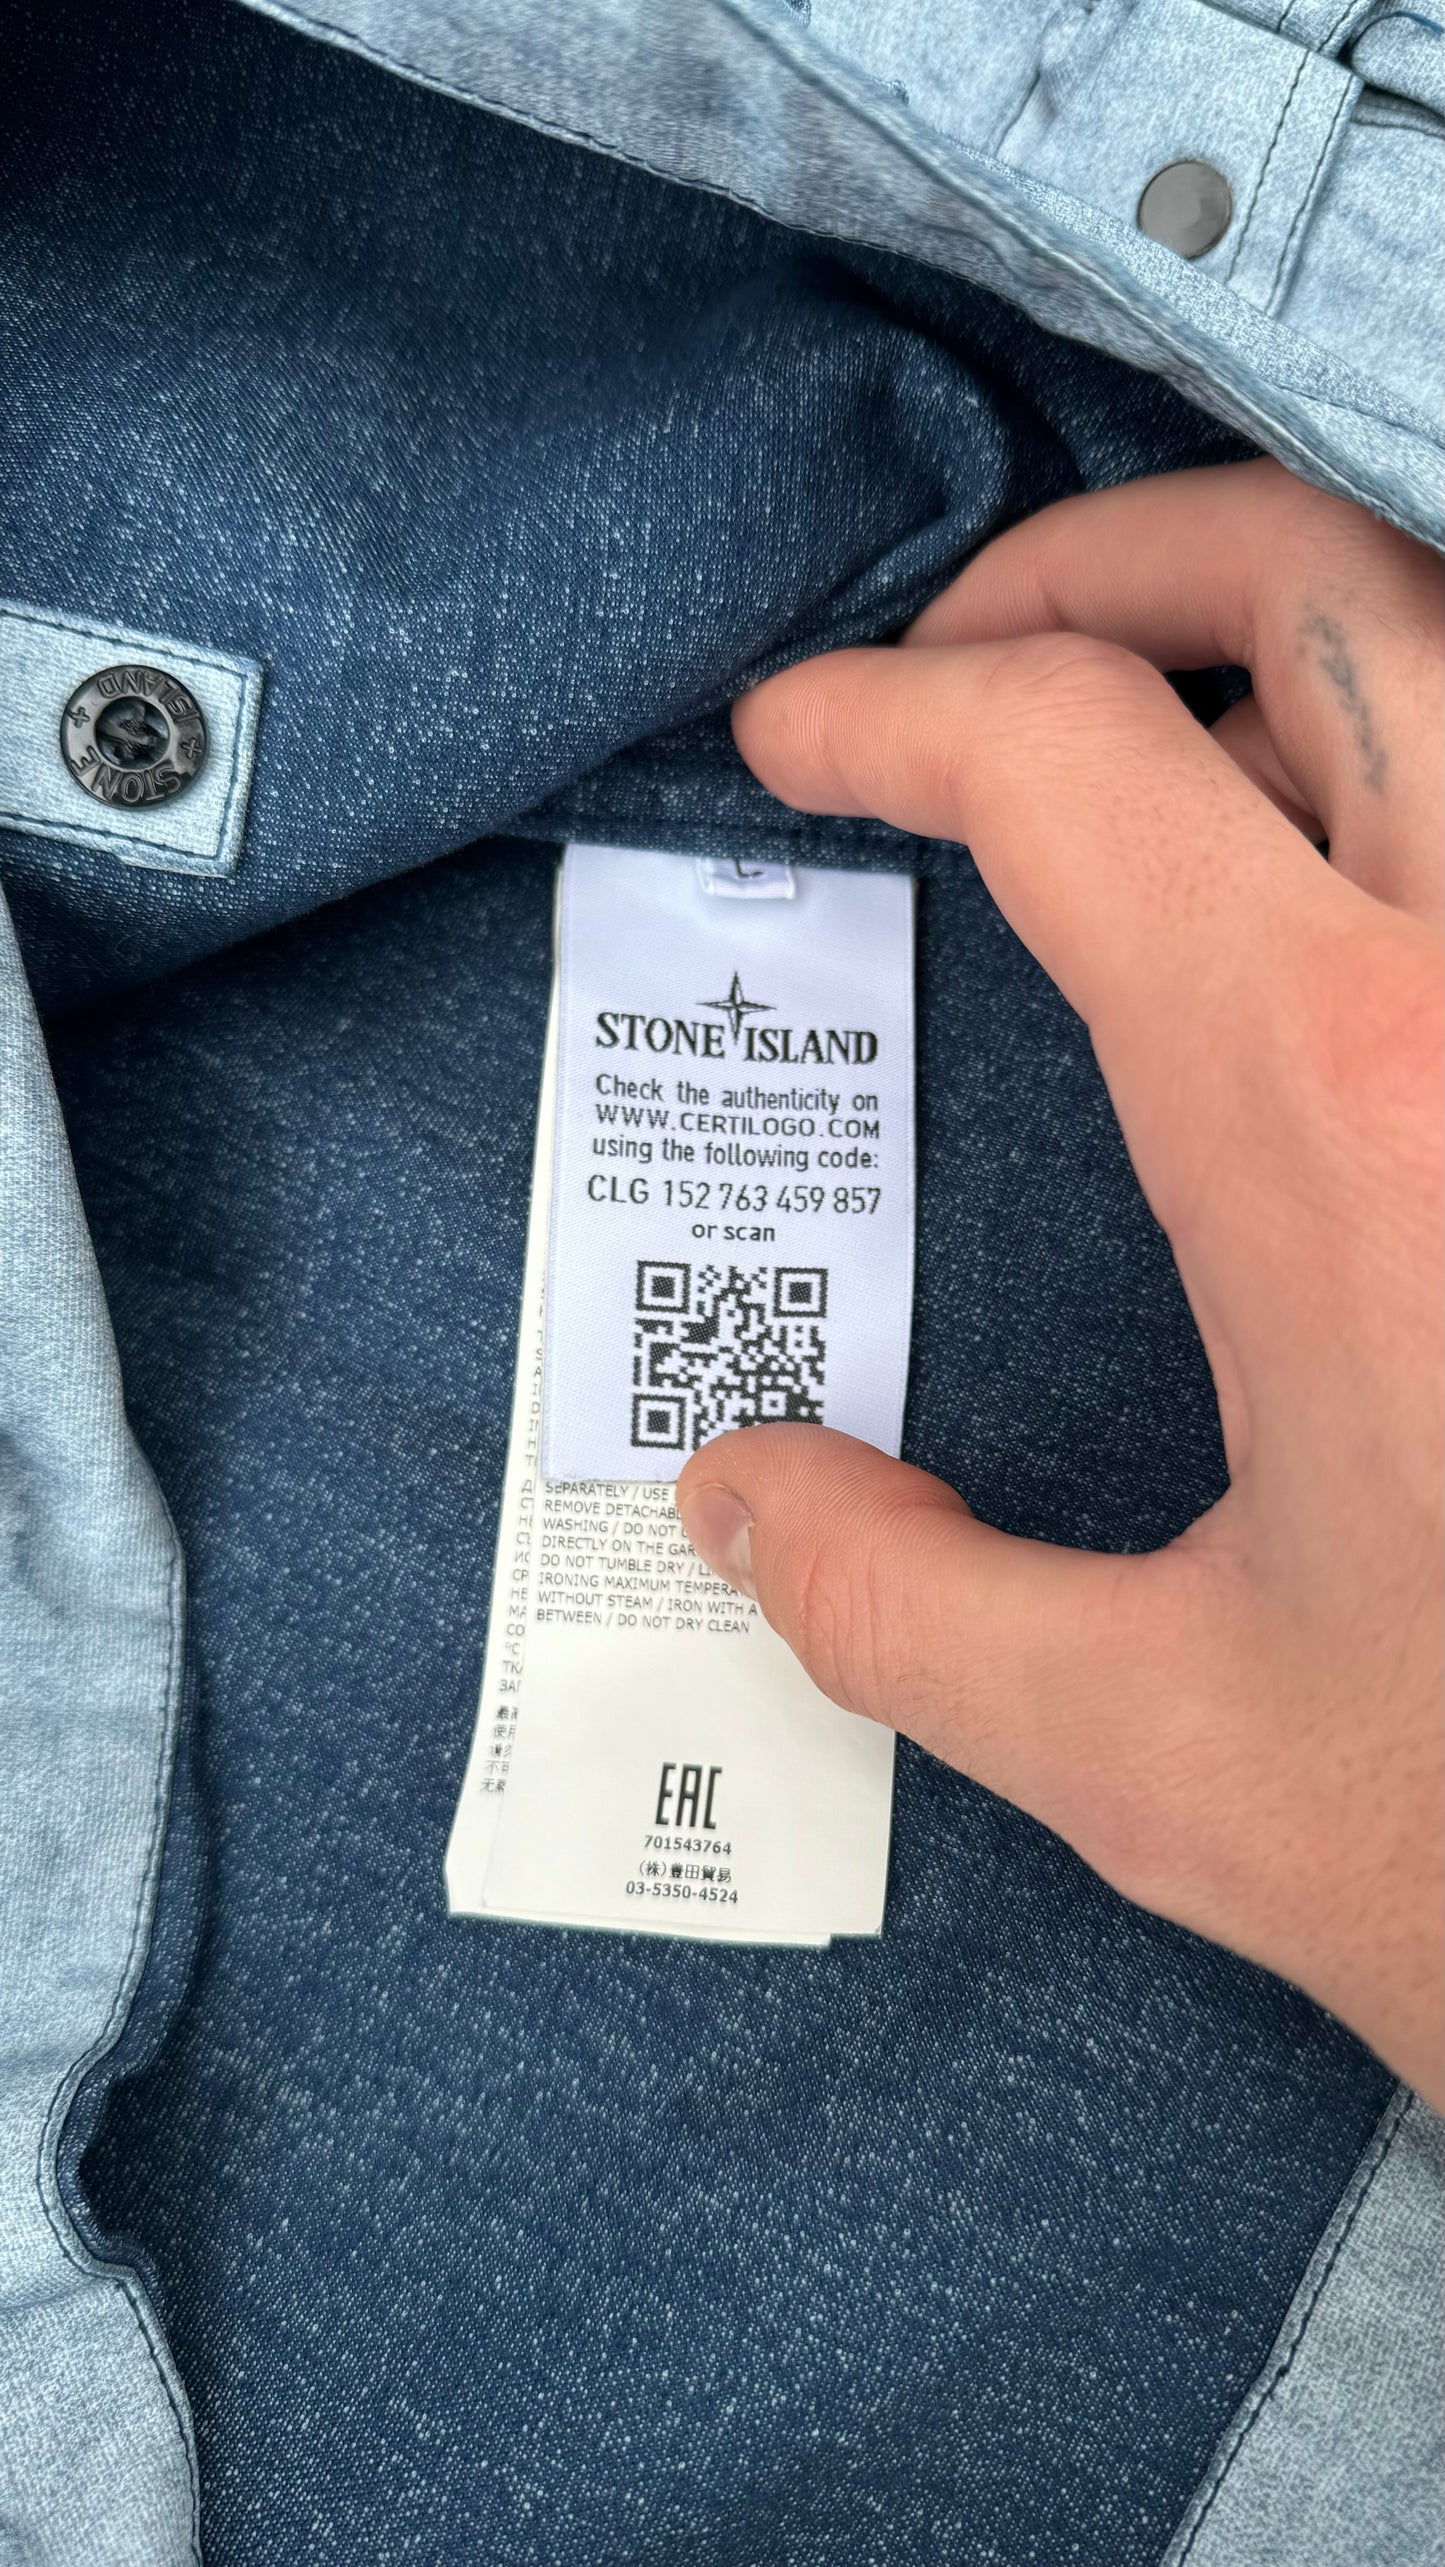 STONE ISLAND
L
STONE ISLAND
Check the authenticity on
WWW.CERTILOGO.COM
using the following code:
CLG 152 763 459 857
or scan
SEPARATELY / USE
REMOVE DETACHABL
WASHING / DO NOT
DIRECTLY ON THE GAR
DO NOT TUMBLE DRY /
IRONING MAXIMUM TEMPERA
WITHOUT STEAM / IRON WITH A
BETWEEN / DO NOT DRY CLEAN
EAC
701543764
(株)豊田貿易
03-5350-4524